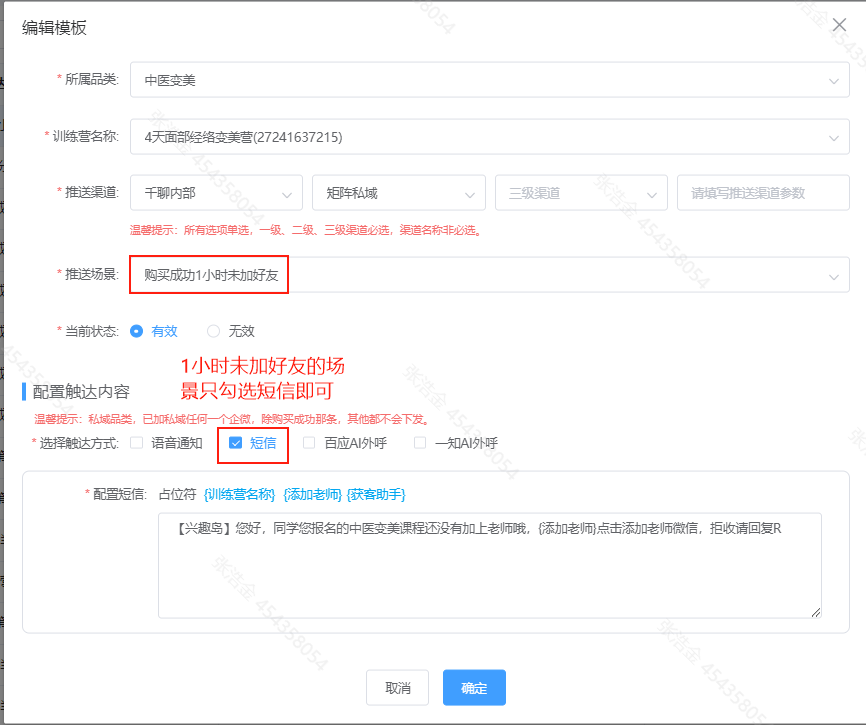 编辑模板
* 所属品类: 中医变美
* 训练营名称: 4天面部经络变美营(27241637215)
* 推送渠道: 千聊内部 矩阵私域 三级渠道 请填写推送渠道参数
温馨提示：所有选项单选，一级、二级、三级渠道必选，渠道名称非必选。
* 推送场景: 购买成功1小时未加好友
* 当前状态: 有效 无效
1小时未加好友的场
景只勾选短信即可
配置触达内容
温馨提示：私域品类，已加私域任何一个企微，除购买成功那条，其他都不会下发。
* 选择触达方式: 语音通知 短信 百应AI外呼 一知AI外呼
* 配置短信: 占位符 {训练营名称} {添加老师} {获客助手}
【兴趣岛】您好，同学您报名的中医变美课程还没有加上老师哦，{添加老师}点击添加老师微信，拒收请回复R
取消 确定
张浩金 454358054